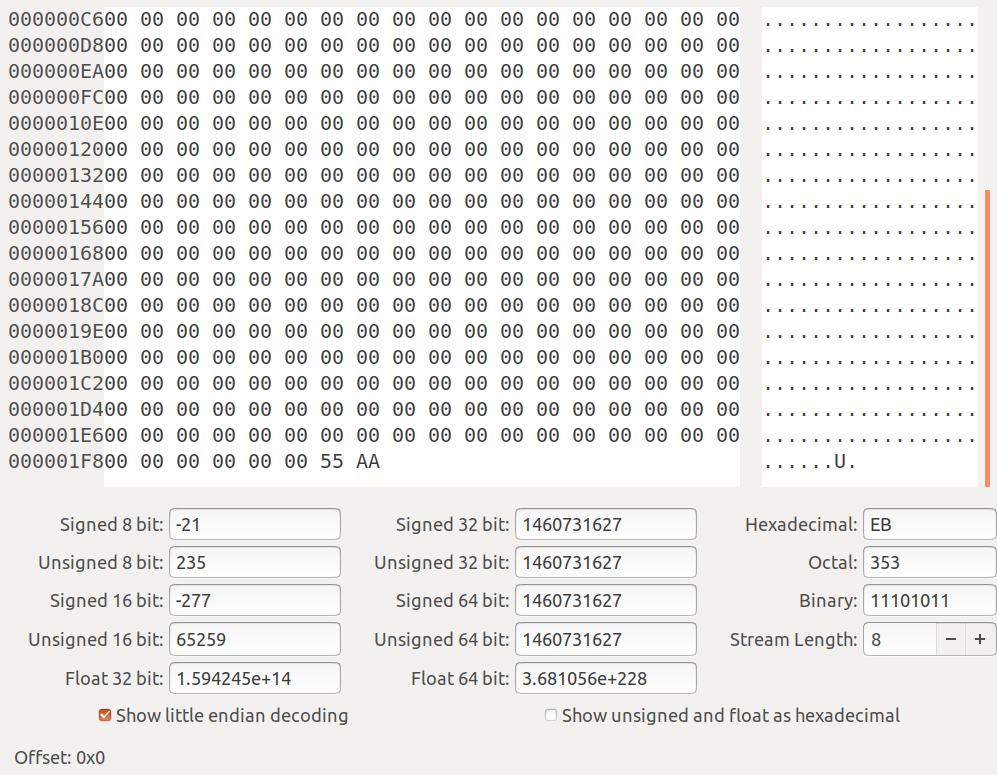 000000C600 00 00 00 00 00 00 00 00 00 00 00 00 00 00 00 00 00 ..................
000000D800 00 00 00 00 00 00 00 00 00 00 00 00 00 00 00 00 00 ..................
000000EA00 00 00 00 00 00 00 00 00 00 00 00 00 00 00 00 00 00 ..................
000000FC00 00 00 00 00 00 00 00 00 00 00 00 00 00 00 00 00 00 ..................
0000010E00 00 00 00 00 00 00 00 00 00 00 00 00 00 00 00 00 00 ..................
0000012000 00 00 00 00 00 00 00 00 00 00 00 00 00 00 00 00 00 ..................
0000013200 00 00 00 00 00 00 00 00 00 00 00 00 00 00 00 00 00 ..................
0000014400 00 00 00 00 00 00 00 00 00 00 00 00 00 00 00 00 00 ..................
0000015600 00 00 00 00 00 00 00 00 00 00 00 00 00 00 00 00 00 ..................
0000016800 00 00 00 00 00 00 00 00 00 00 00 00 00 00 00 00 00 ..................
0000017A00 00 00 00 00 00 00 00 00 00 00 00 00 00 00 00 00 00 ..................
0000018C00 00 00 00 00 00 00 00 00 00 00 00 00 00 00 00 00 00 ..................
0000019E00 00 00 00 00 00 00 00 00 00 00 00 00 00 00 00 00 00 ..................
000001B000 00 00 00 00 00 00 00 00 00 00 00 00 00 00 00 00 00 ..................
000001C200 00 00 00 00 00 00 00 00 00 00 00 00 00 00 00 00 00 ..................
000001D400 00 00 00 00 00 00 00 00 00 00 00 00 00 00 00 00 00 ..................
000001E600 00 00 00 00 00 00 00 00 00 00 00 00 00 00 00 00 00 ..................
000001F800 00 00 00 00 00 55 AA ......U.
Signed 8 bit: -21 Signed 32 bit: 1460731627 Hexadecimal: EB
Unsigned 8 bit: 235 Unsigned 32 bit: 1460731627 Octal: 353
Signed 16 bit: -277 Signed 64 bit: 1460731627 Binary: 11101011
Unsigned 16 bit: 65259 Unsigned 64 bit: 1460731627 Stream Length: 8 − +
Float 32 bit: 1.594245e+14 Float 64 bit: 3.681056e+228
Show little endian decoding Show unsigned and float as hexadecimal
Offset: 0x0